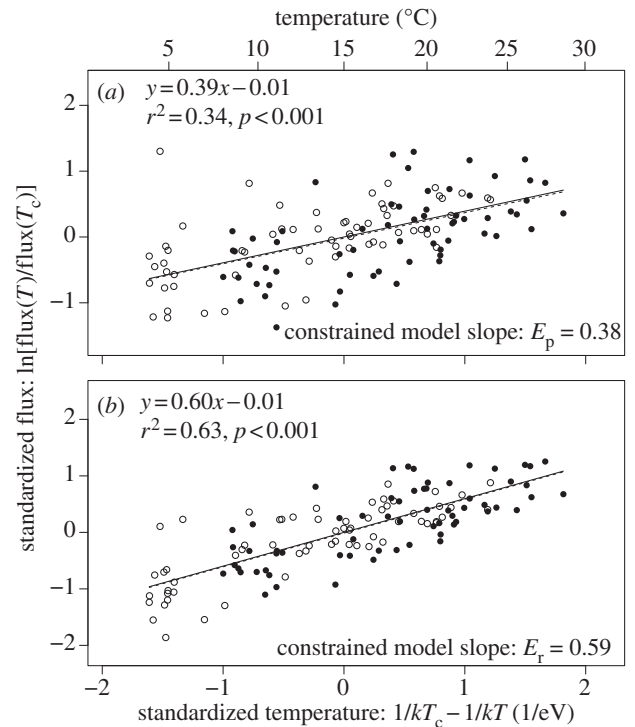 temperature (°C)
5 10 15 20 25 30
(a) y=0.39x−0.01
r²=0.34, p<0.001
2
1
0
−1
constrained model slope: Eₚ = 0.38
standardized flux: ln[flux(T)/flux(T_c)]
(b) y=0.60x−0.01
r²=0.63, p<0.001
2
1
0
−1
−2
constrained model slope: Eᵣ = 0.59
−2 −1 0 1 2
standardized temperature: 1/kT_c − 1/kT (1/eV)